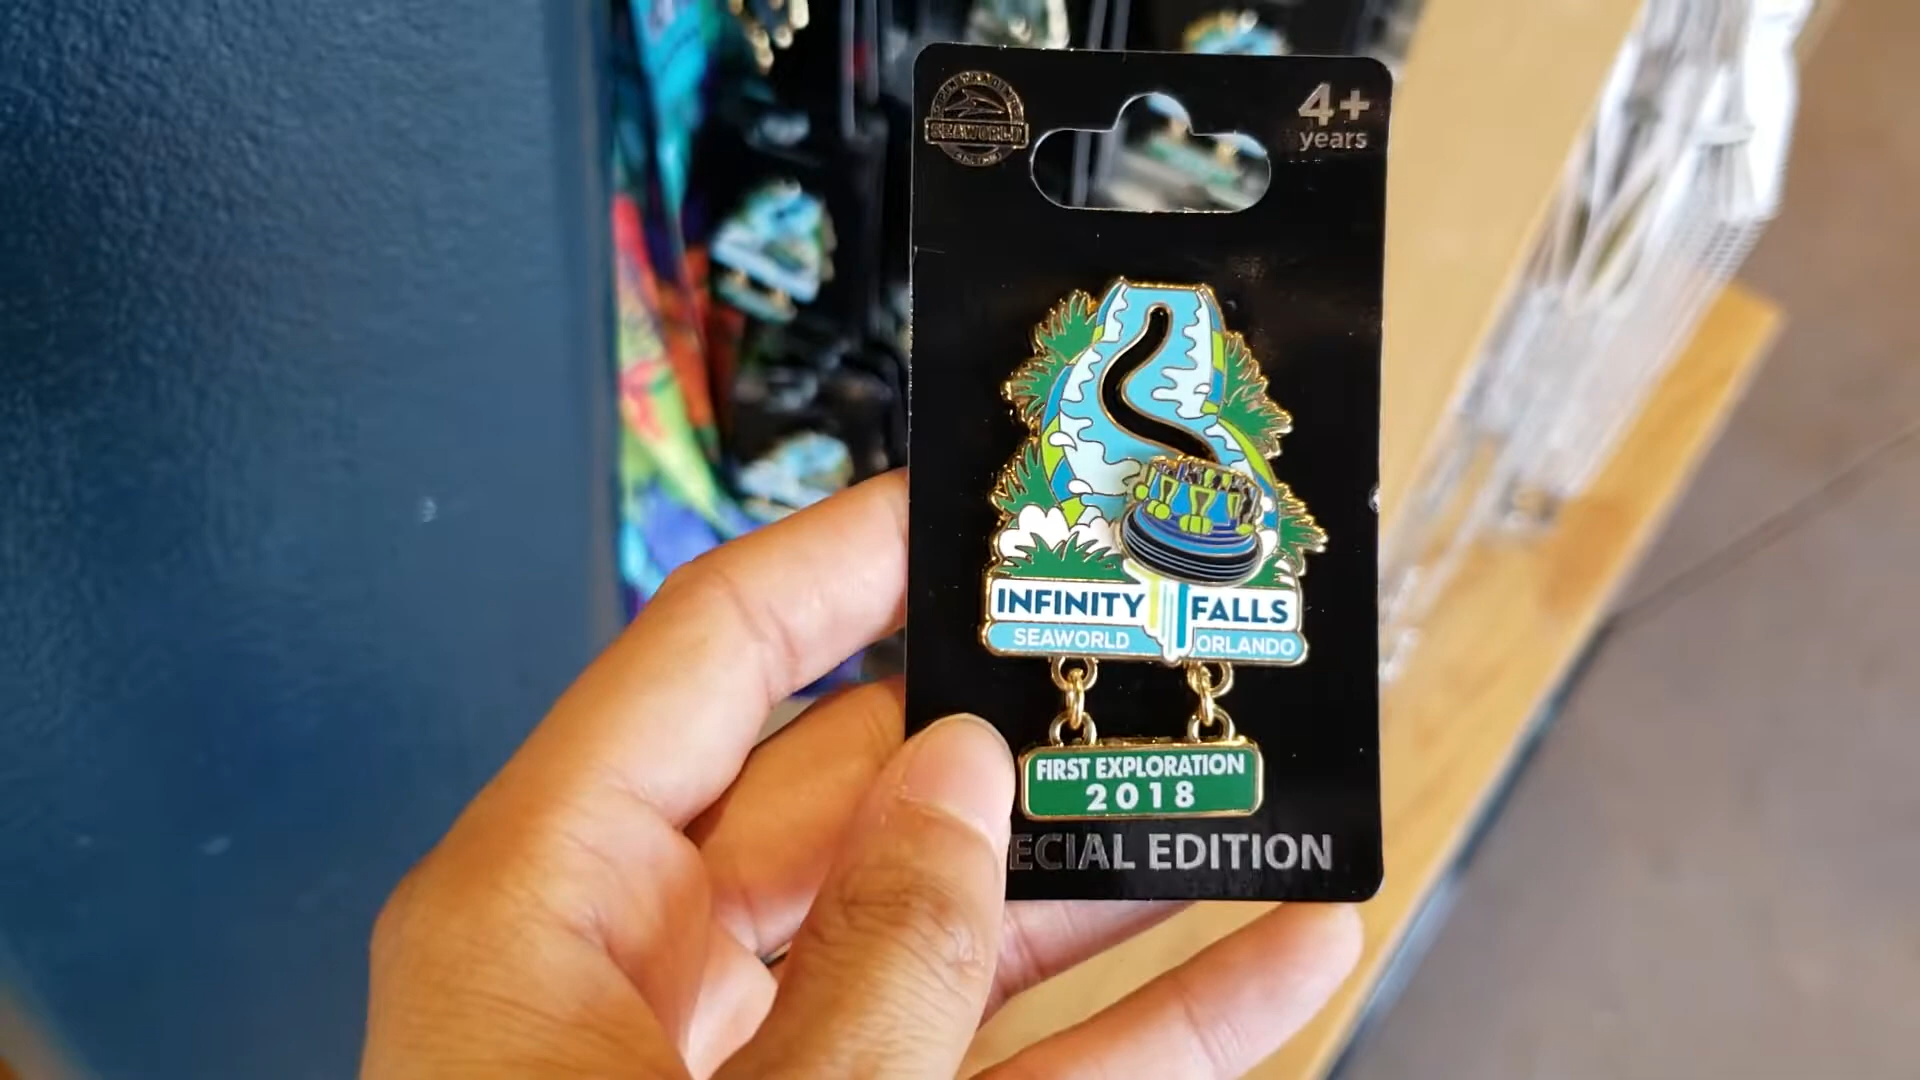 SEAWORLD
4+
years
INFINITY FALLS
SEAWORLD ORLANDO
FIRST EXPLORATION
2018
ECIAL EDITION